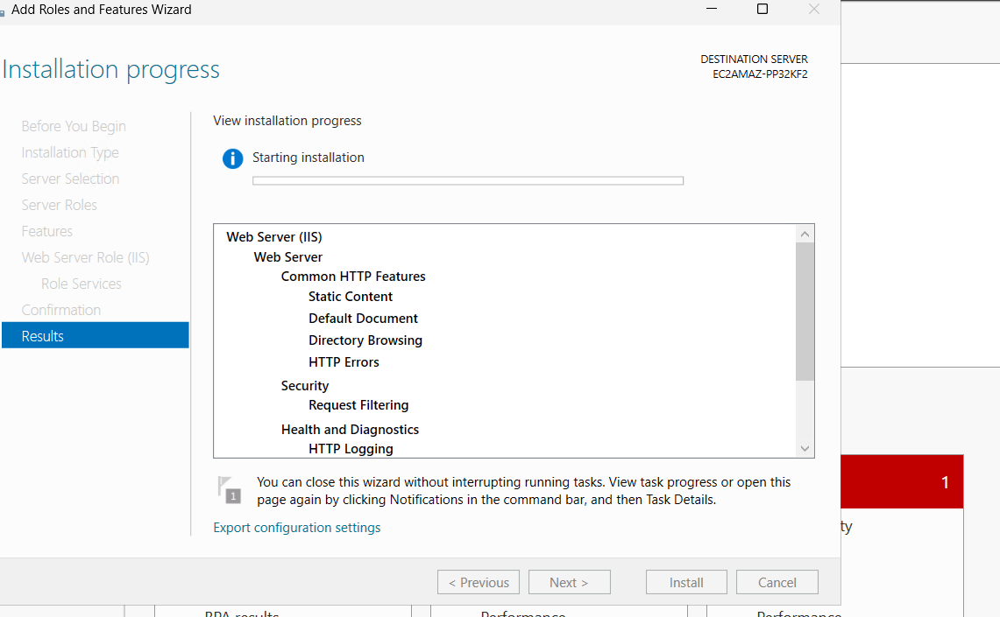 Add Roles and Features Wizard
Installation progress
DESTINATION SERVER
EC2AMAZ-PP32KF2
Before You Begin
Installation Type
Server Selection
Server Roles
Features
Web Server Role (IIS)
Role Services
Confirmation
Results
View installation progress
Starting installation
Web Server (IIS)
Web Server
Common HTTP Features
Static Content
Default Document
Directory Browsing
HTTP Errors
Security
Request Filtering
Health and Diagnostics
HTTP Logging
1
You can close this wizard without interrupting running tasks. View task progress or open this
page again by clicking Notifications in the command bar, and then Task Details.
Export configuration settings
< Previous
Next >
Install
Cancel
1
ty
BPA results
Performance
Performance